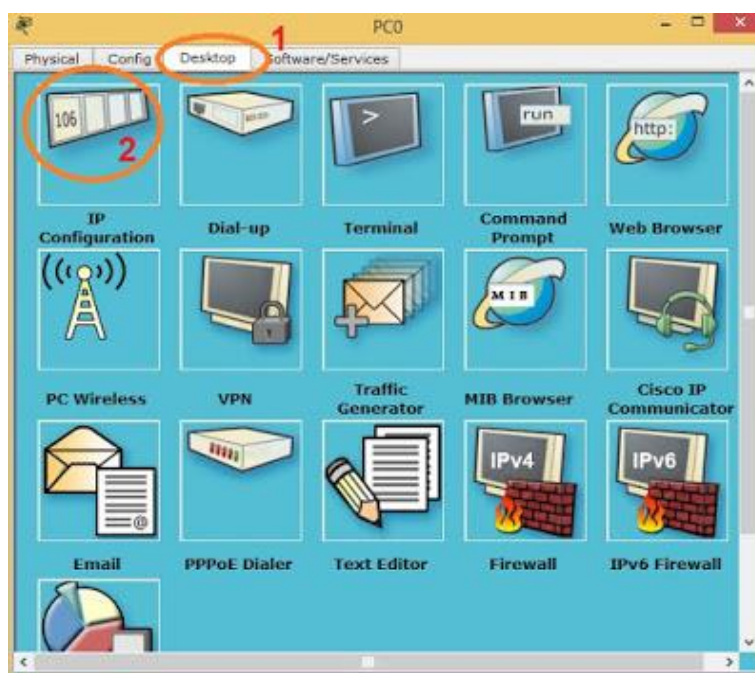 PC0
1
Physical
Config
Desktop
Software/Services
106
2
>
run
http:
IP
Configuration
Dial-up
Terminal
Command
Prompt
Web Browser
MIB
PC Wireless
VPN
Traffic
Generator
MIB Browser
Cisco IP
Communicator
@
IPv4
IPv6
Email
PPPoE Dialer
Text Editor
Firewall
IPv6 Firewall